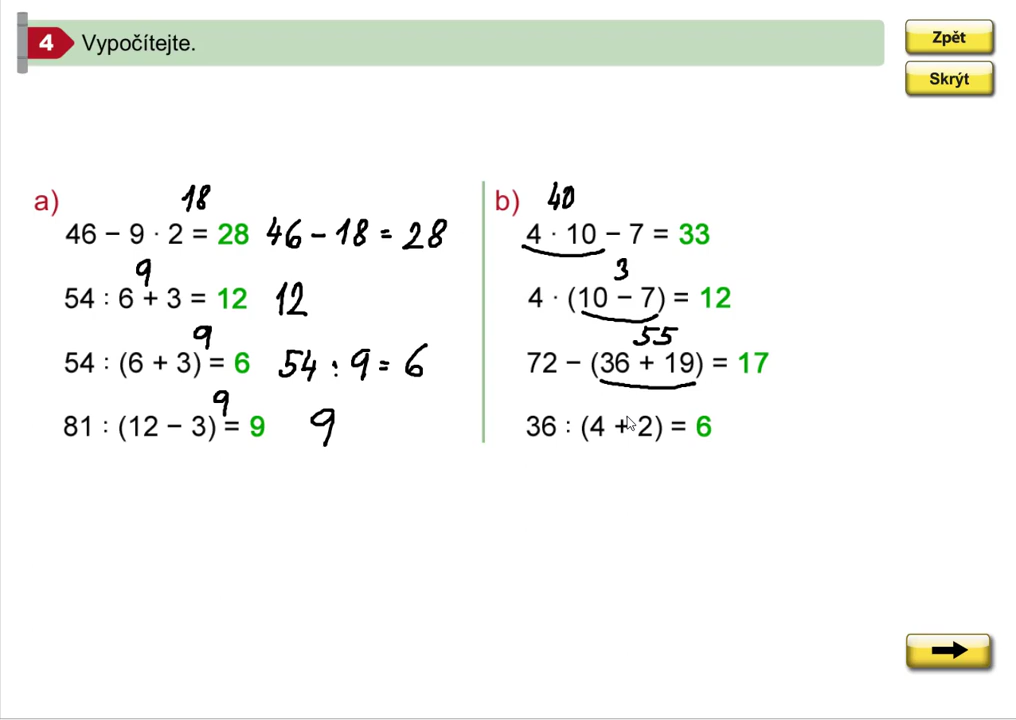 4 Vypočítejte.
Zpět
Skrýt
a)
18
46 − 9 · 2 = 28 46 - 18 = 28
9
54 : 6 + 3 = 12 12
9
54 : (6 + 3) = 6 54 : 9 = 6
9
81 : (12 − 3) = 9 9
b)
40
4 · 10 − 7 = 33
3
4 · (10 − 7) = 12
55
72 − (36 + 19) = 17
36 : (4 + 2) = 6